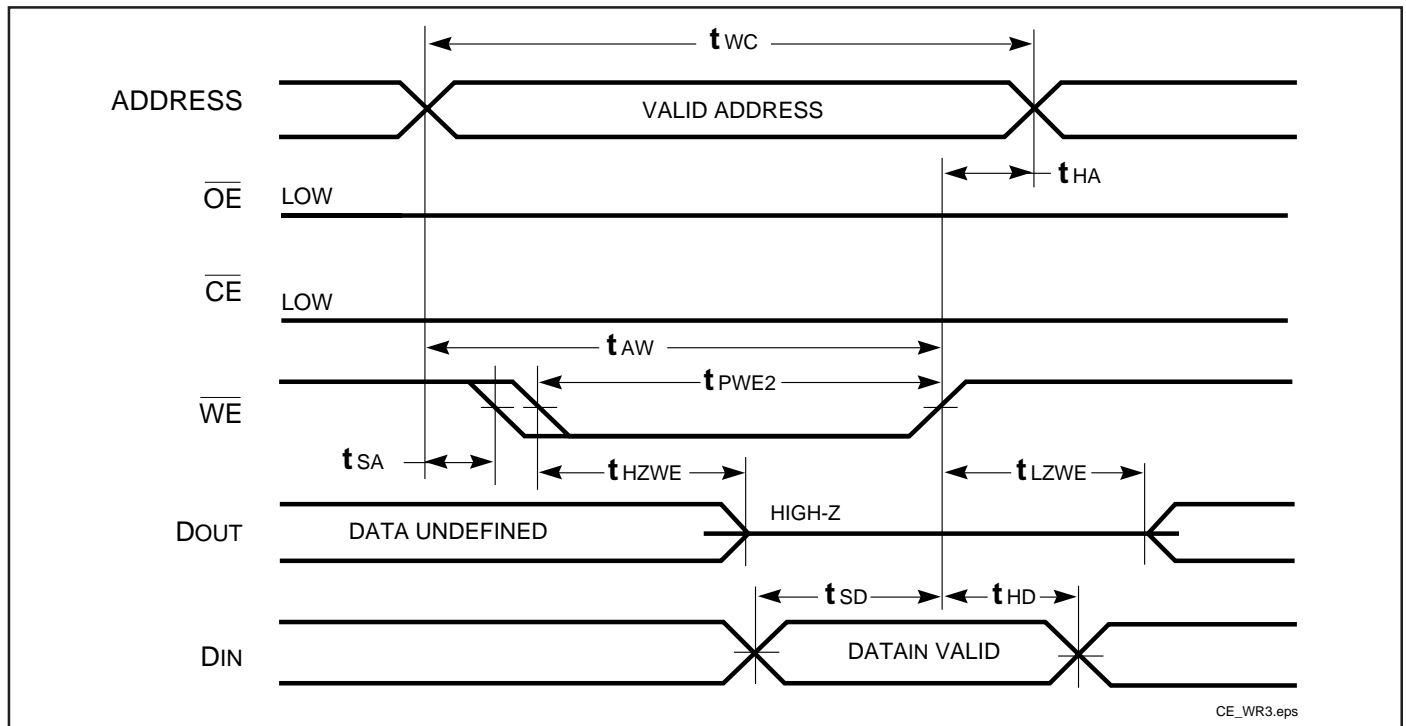 tWC
ADDRESS
VALID ADDRESS
tHA
OE
LOW
CE
LOW
tAW
tPWE2
WE
tSA
tHZWE
tLZWE
HIGH-Z
DOUT
DATA UNDEFINED
tSD
tHD
DIN
DATAIN VALID
CE_WR3.eps